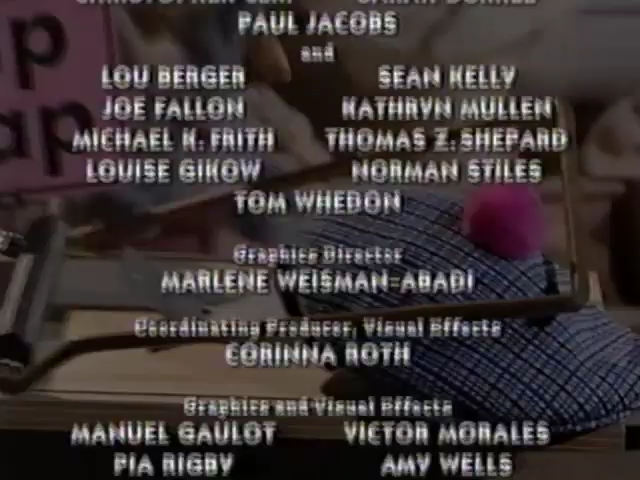 PAUL JACOBS
and
LOU BERGER SEAN KELLY
JOE FALLON KATHRYN MULLEN
MICHAEL K. FRITH THOMAS Z. SHEPARD
LOUISE GIKOW NORMAN STILES
TOM WHEDON
Graphics Director
MARLENE WEISMAN-ABADI
Coordinating Producer, Visual Effects
CORINNA ROTH
Graphics and Visual Effects
MANUEL GAULOT VICTOR MORALES
PIA RIGBY AMY WELLS